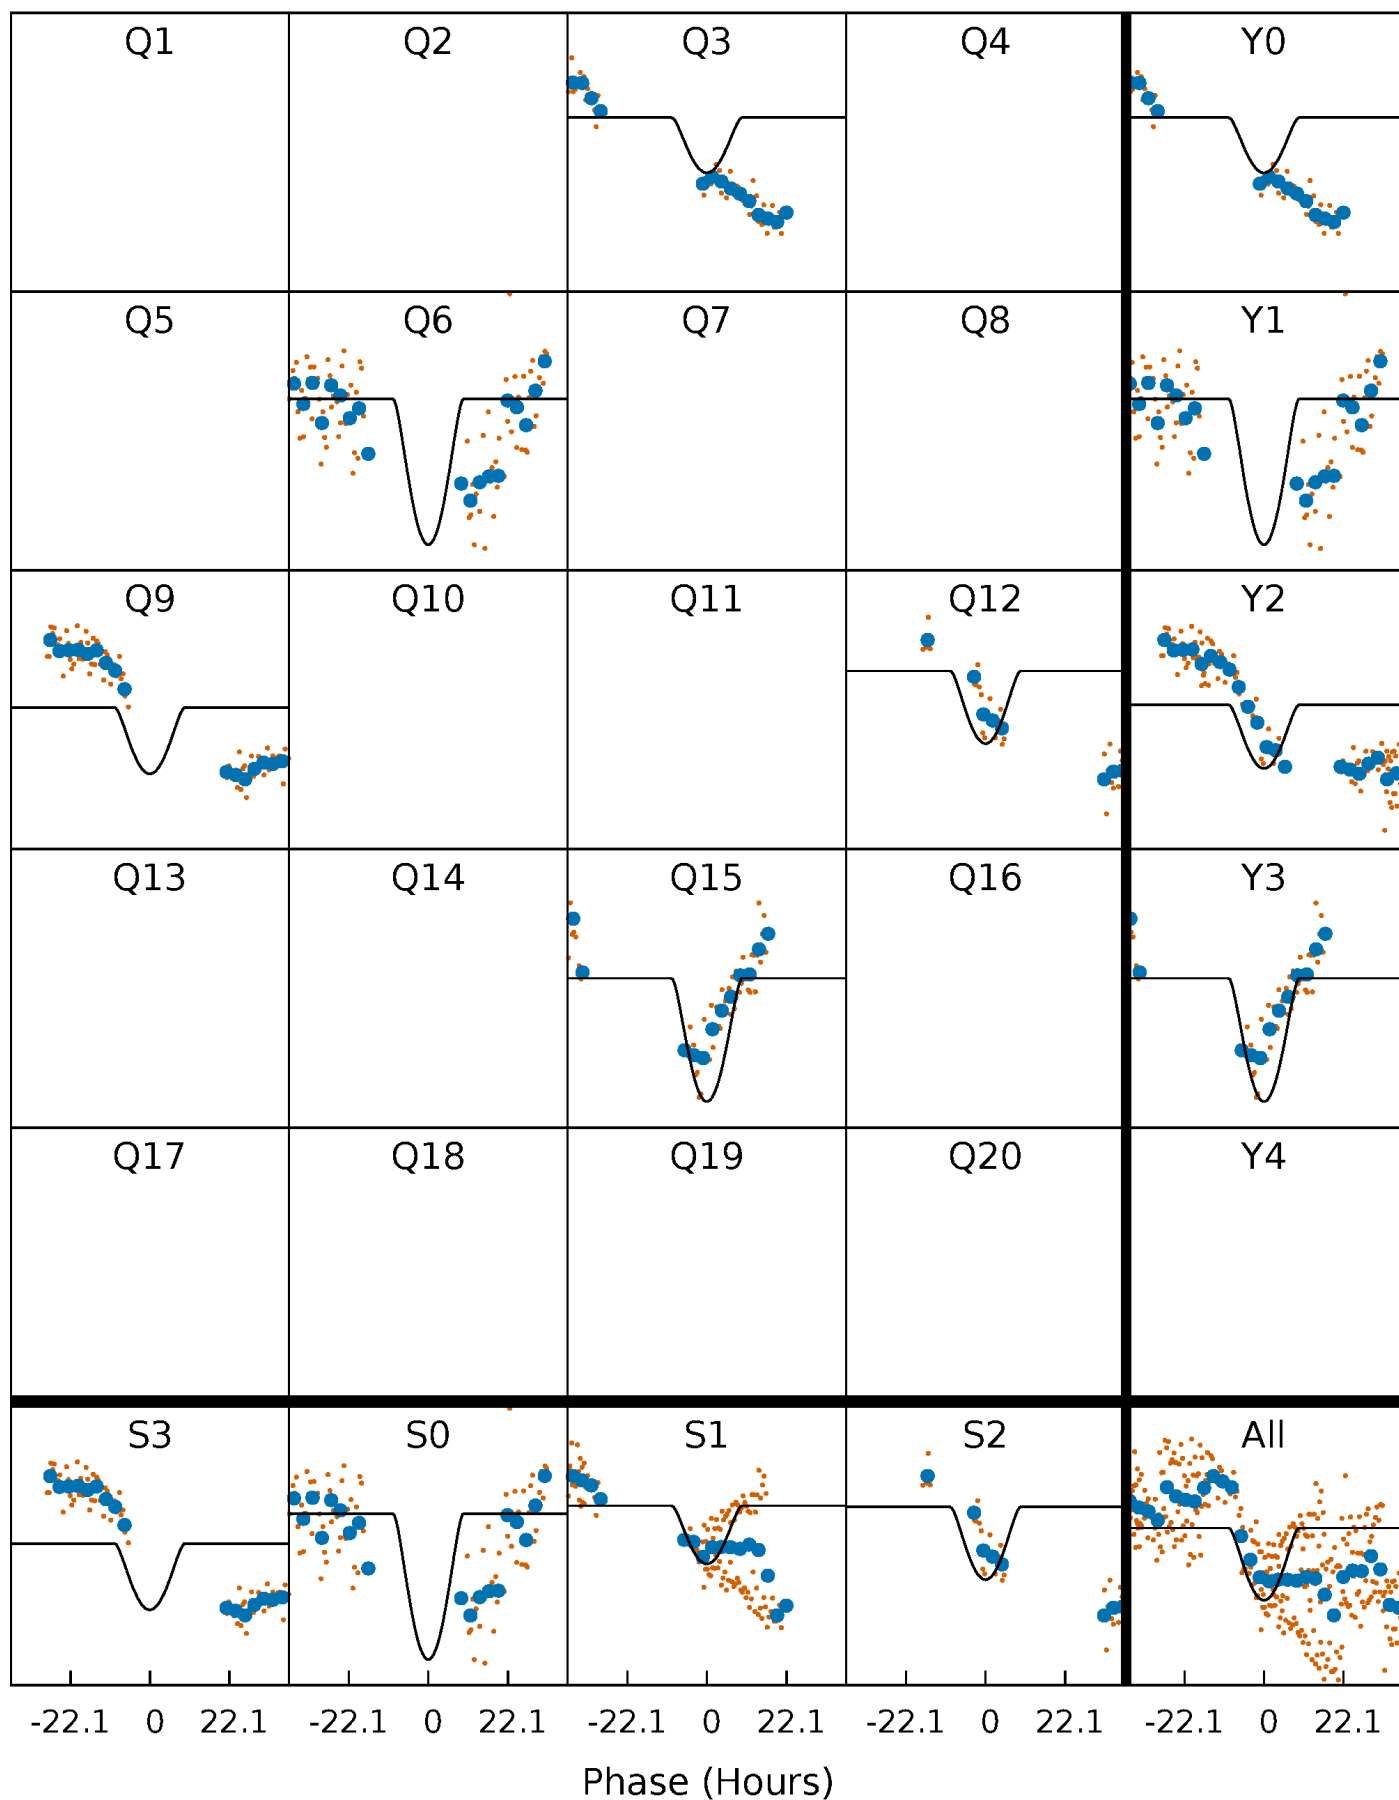 Q1 Q2 Q3 Q4 Y0
Q5 Q6 Q7 Q8 Y1
Q9 Q10 Q11 Q12 Y2
Q13 Q14 Q15 Q16 Y3
Q17 Q18 Q19 Q20 Y4
S3 S0 S1 S2 All
-22.1 0 22.1 -22.1 0 22.1 -22.1 0 22.1 -22.1 0 22.1 -22.1 0 22.1
Phase (Hours)